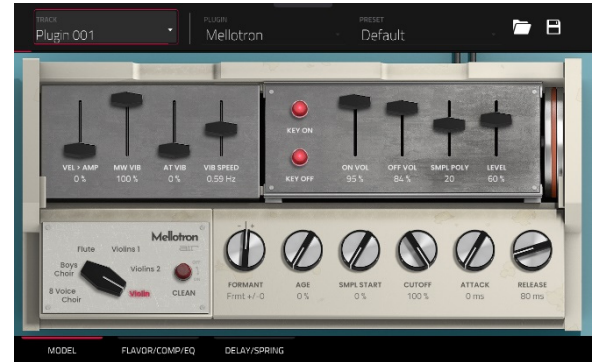 TRACK
Plugin 001
PLUGIN
Mellotron
PRESET
Default
KEY ON
KEY OFF
VEL > AMP
0 %
MW VIB
100 %
AT VIB
0 %
VIB SPEED
0.59 Hz
ON VOL
95 %
OFF VOL
84 %
SMPL POLY
20
LEVEL
60 %
Mellotron
Flute
Violins 1
Boys
Choir
Violins 2
8 Voice
Choir
Violin
CLEAN
FORMANT
Frmt +/-0
AGE
0 %
SMPL START
0 %
CUTOFF
100 %
ATTACK
0 ms
RELEASE
80 ms
MODEL
FLAVOR/COMP/EQ
DELAY/SPRING